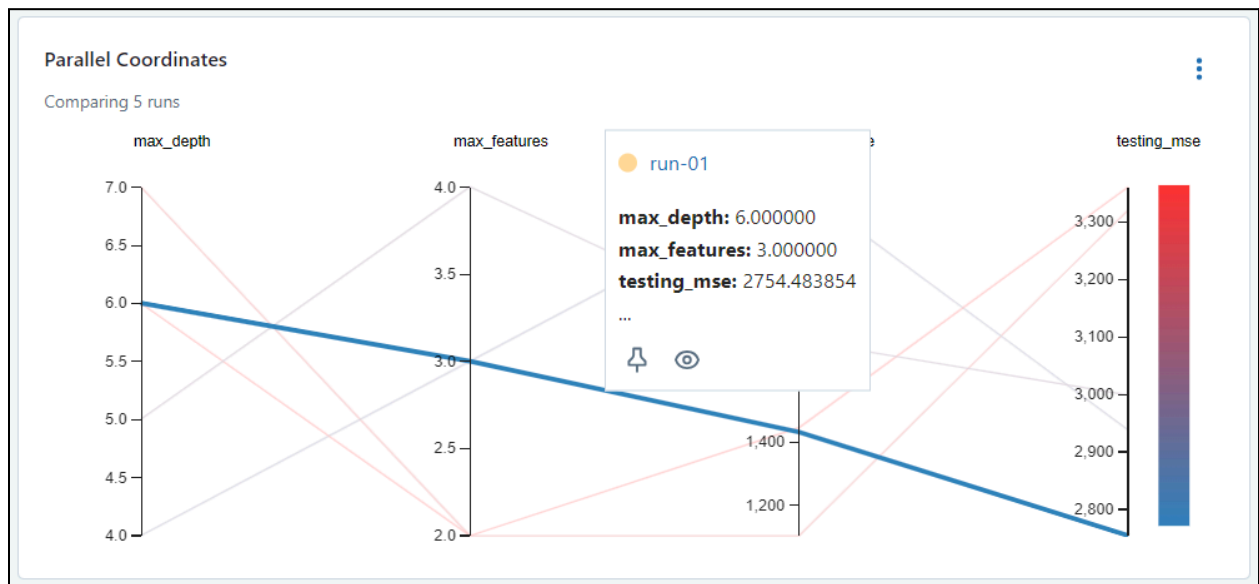 Parallel Coordinates
Comparing 5 runs
max_depth
max_features
e
testing_mse
7.0
6.5
6.0
5.5
5.0
4.5
4.0
4.0
3.5
3.0
2.5
2.0
run-01
max_depth: 6.000000
max_features: 3.000000
testing_mse: 2754.483854
...
1,400
1,200
3,300
3,200
3,100
3,000
2,900
2,800